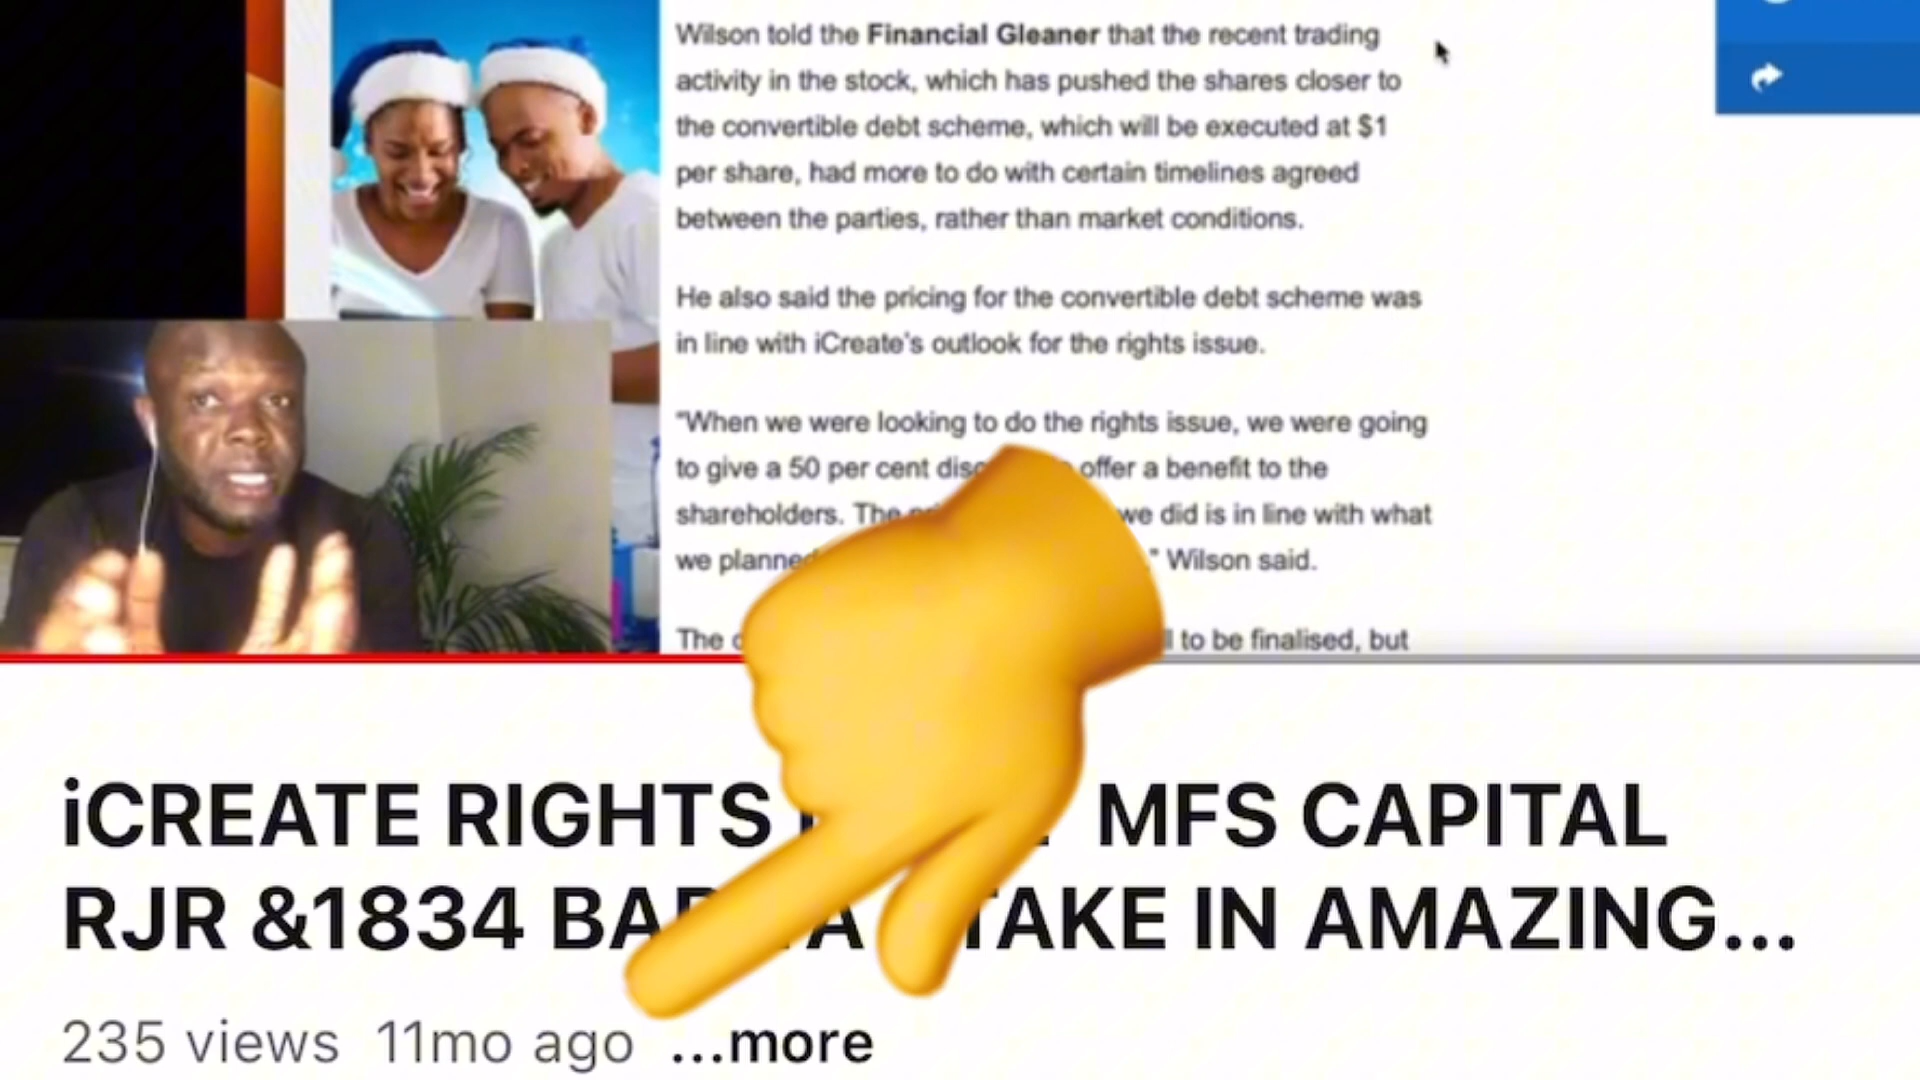 Wilson told the Financial Gleaner that the recent trading
activity in the stock, which has pushed the shares closer to
the convertible debt scheme, which will be executed at $1
per share, had more to do with certain timelines agreed
between the parties, rather than market conditions.
He also said the pricing for the convertible debt scheme was
in line with iCreate's outlook for the rights issue.
"When we were looking to do the rights issue, we were going
to give a 50 per cent offer a benefit to the
shareholders. The we did is in line with what
we planned " Wilson said.
The to be finalised, but
iCREATE RIGHTS MFS CAPITAL
RJR &1834 TAKE IN AMAZING...
235 views 11mo ago ...more